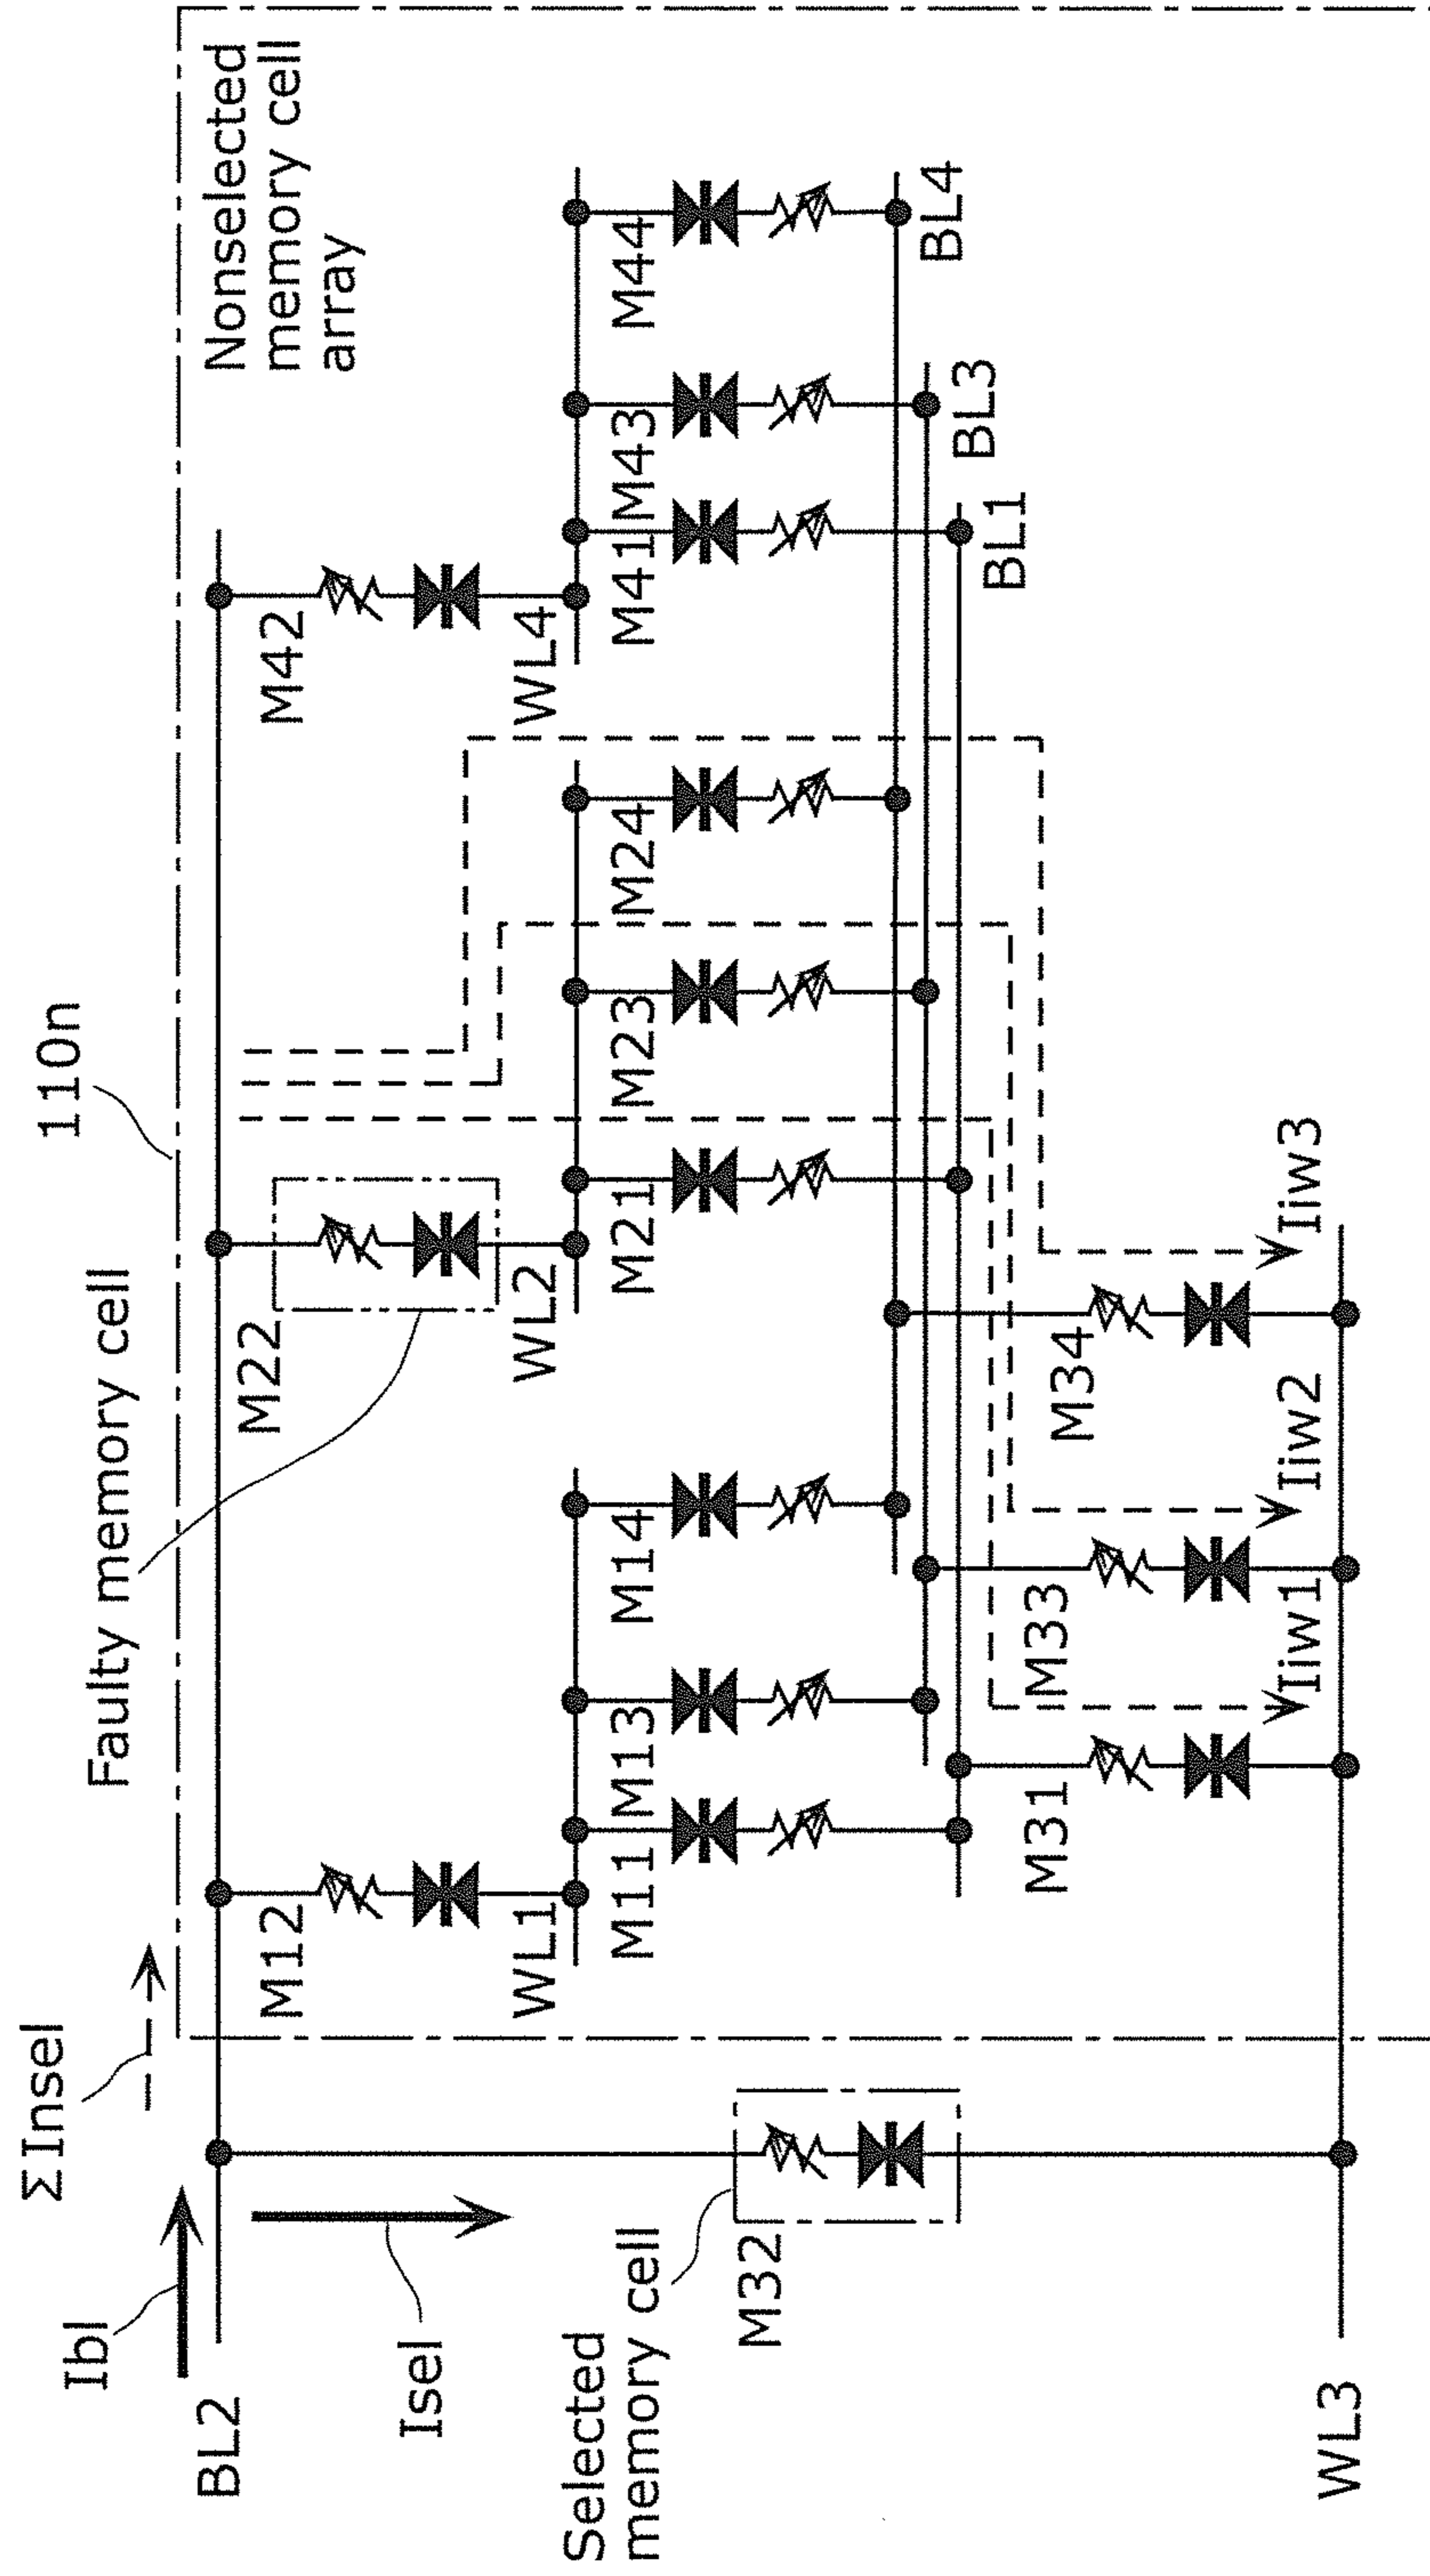 110n
Faulty memory cell
ΣInsel
Ibl
BL2
Isel
Nonselected
memory cell
array
M12
M22
M42
WL1
WL2
WL4
M11
M13
M14
M21
M23
M24
M41
M43
M44
BL4
BL3
BL1
Selected
memory cell
M32
M31
M33
M34
Iiw1
Iiw2
Iiw3
WL3